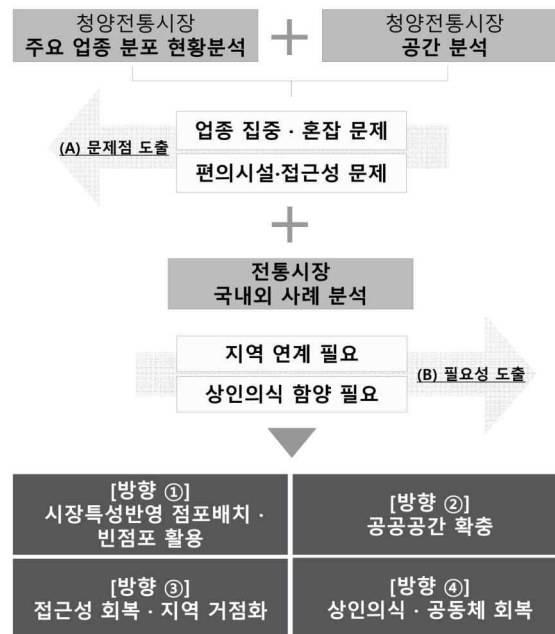 청양전통시장
주요 업종 분포 현황분석
청양전통시장
공간 분석
업종 집중 · 혼잡 문제
(A) 문제점 도출
편의시설·접근성 문제
전통시장
국내외 사례 분석
지역 연계 필요
(B) 필요성 도출
상인의식 함양 필요
[방향 ①]
시장특성반영 점포배치 ·
빈점포 활용
[방향 ②]
공공공간 확충
[방향 ③]
접근성 회복 · 지역 거점화
[방향 ④]
상인의식 · 공동체 회복